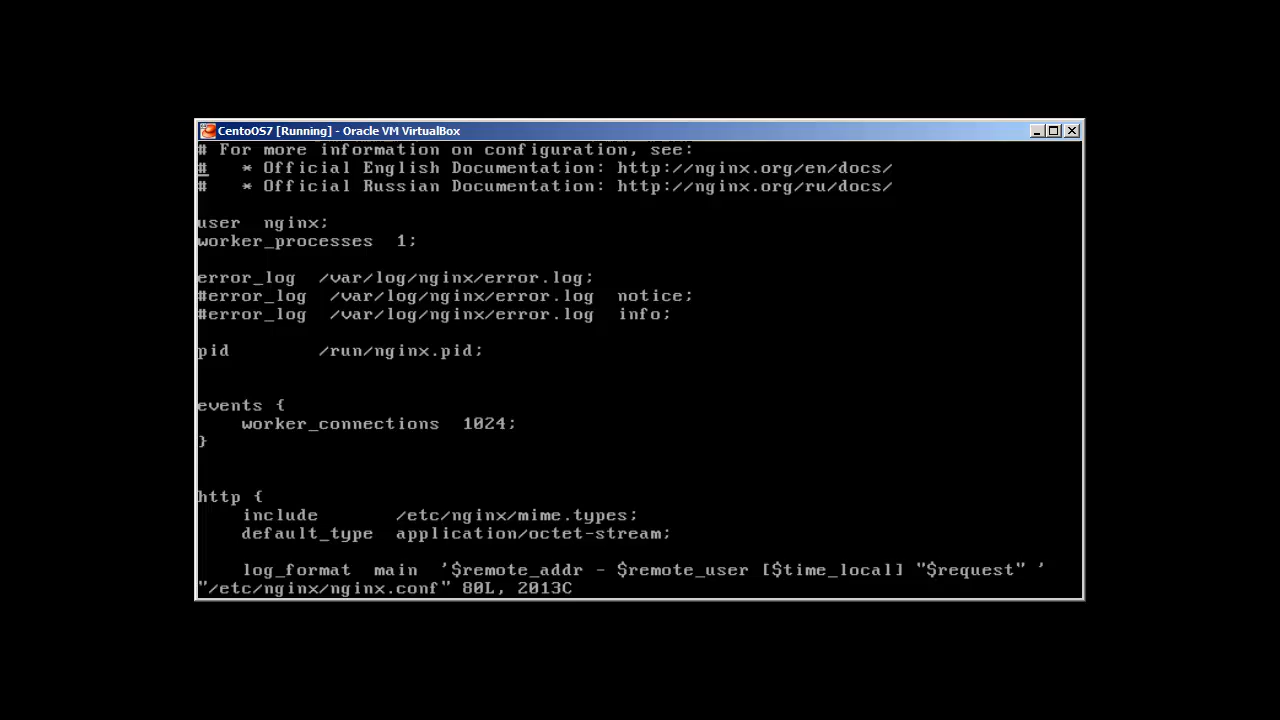 CentoOS7 [Running] - Oracle VM VirtualBox
# For more information on configuration, see:
#   * Official English Documentation: http://nginx.org/en/docs/
#   * Official Russian Documentation: http://nginx.org/ru/docs/
user  nginx;
worker_processes  1;
error_log  /var/log/nginx/error.log;
#error_log  /var/log/nginx/error.log  notice;
#error_log  /var/log/nginx/error.log  info;
pid        /run/nginx.pid;
events {
    worker_connections  1024;
}
http {
    include       /etc/nginx/mime.types;
    default_type  application/octet-stream;
    log_format  main  '$remote_addr - $remote_user [$time_local] "$request" '
"/etc/nginx/nginx.conf" 80L, 2013C